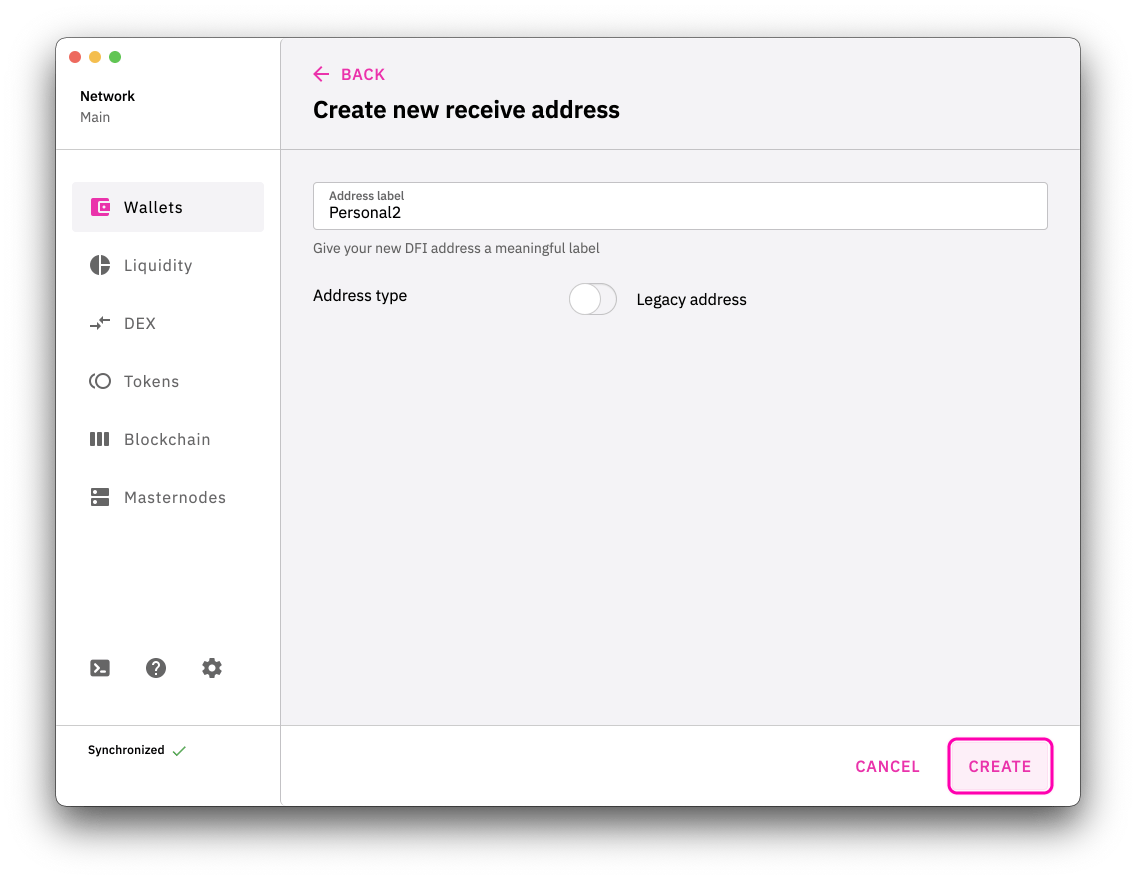 Network
Main
Wallets
Liquidity
DEX
Tokens
Blockchain
Masternodes
Synchronized
BACK
Create new receive address
Address label
Personal2
Give your new DFI address a meaningful label
Address type
Legacy address
CANCEL
CREATE